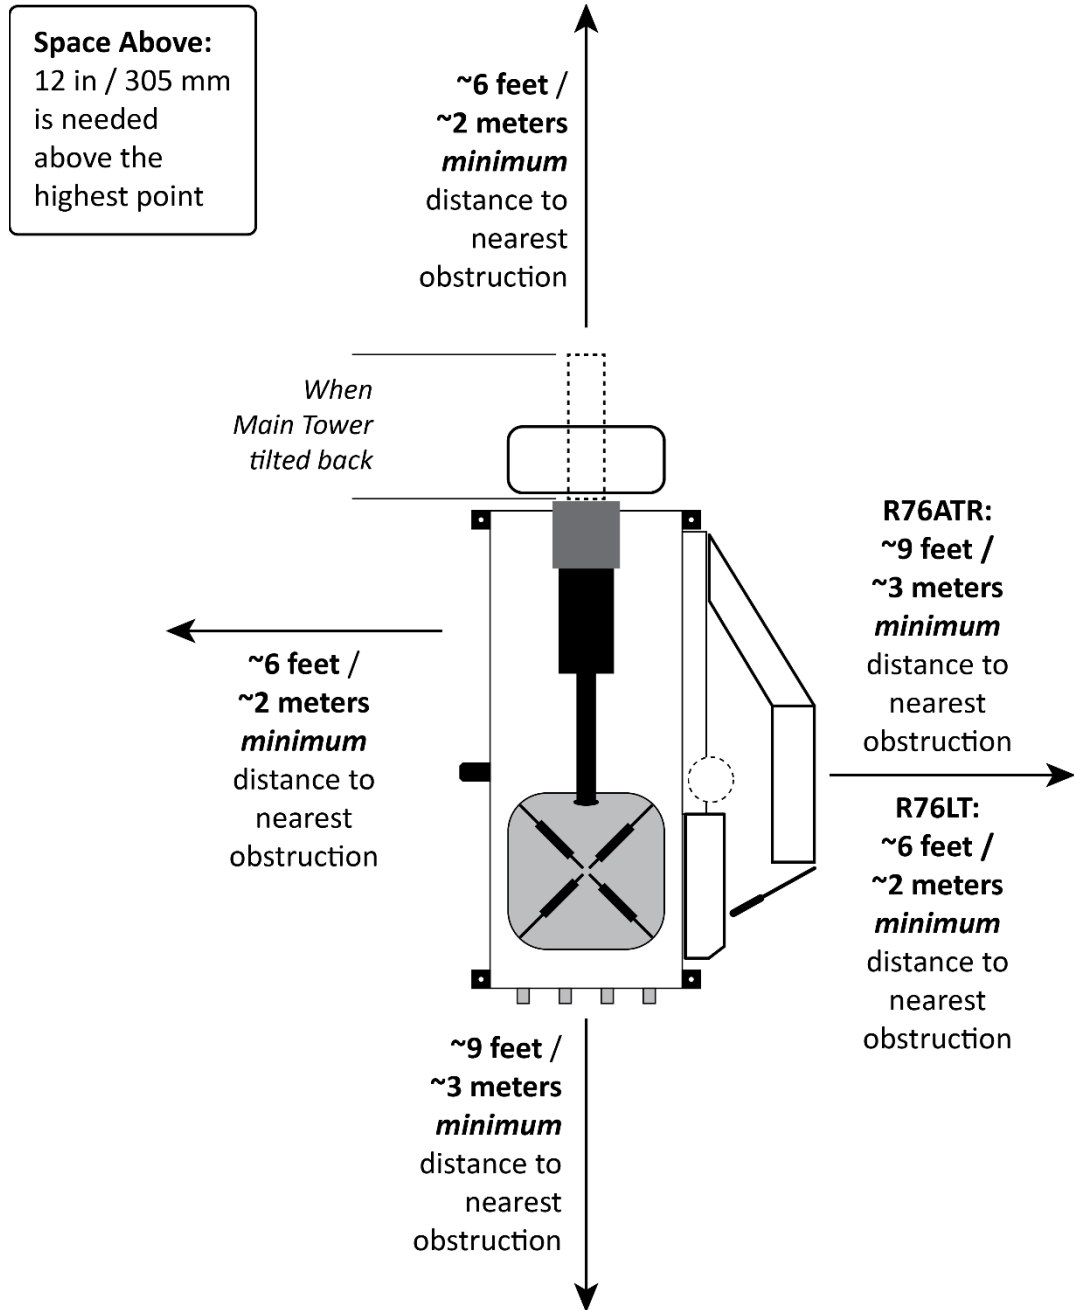 Space Above:
12 in / 305 mm
is needed
above the
highest point
~6 feet /
~2 meters
minimum
distance to
nearest
obstruction
When
Main Tower
tilted back
~6 feet /
~2 meters
minimum
distance to
nearest
obstruction
R76ATR:
~9 feet /
~3 meters
minimum
distance to
nearest
obstruction
R76LT:
~6 feet /
~2 meters
minimum
distance to
nearest
obstruction
~9 feet /
~3 meters
minimum
distance to
nearest
obstruction